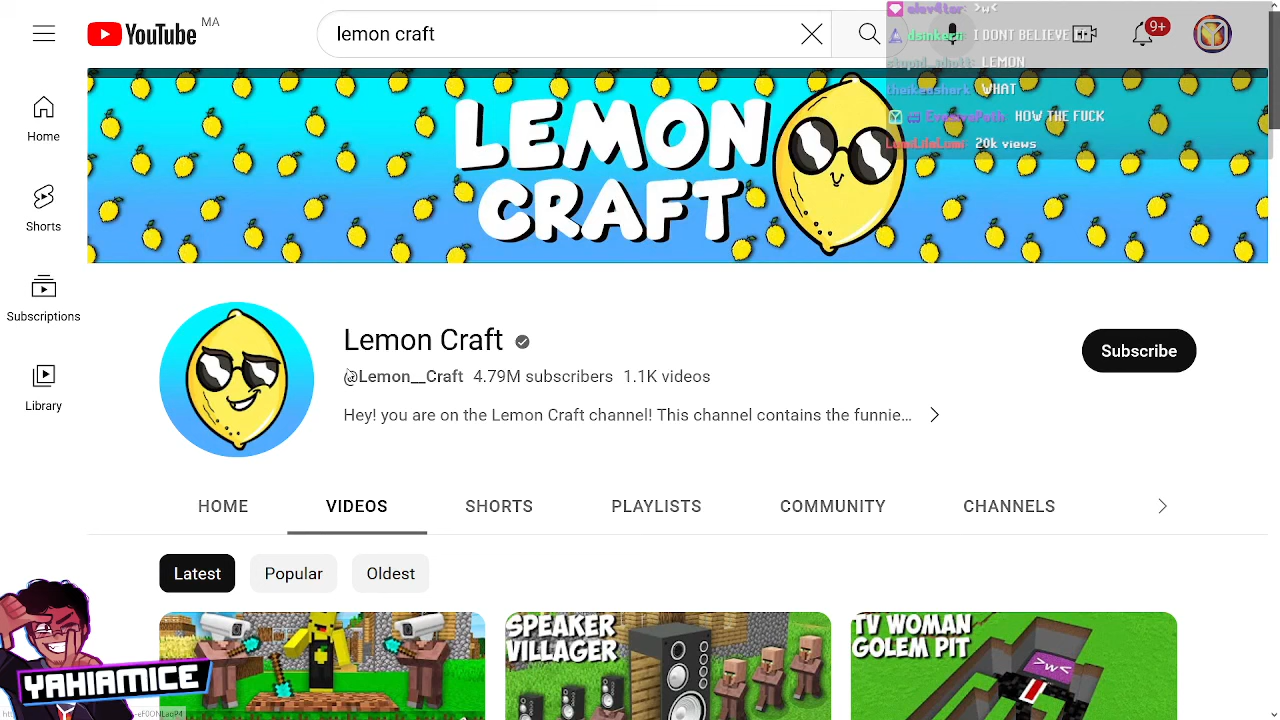 YouTube MA
lemon craft
9+
>w<
I DONT BELIEVE
LEMON
WHAT
HOW THE FUCK
20k views
Home
Shorts
Subscriptions
Library
LEMON
CRAFT
Lemon Craft
@Lemon__Craft 4.79M subscribers 1.1K videos
Hey! you are on the Lemon Craft channel! This channel contains the funnie...
Subscribe
HOME VIDEOS SHORTS PLAYLISTS COMMUNITY CHANNELS
Latest Popular Oldest
SPEAKER
VILLAGER
TV WOMAN
GOLEM PIT
>w<
YAHIAMICE